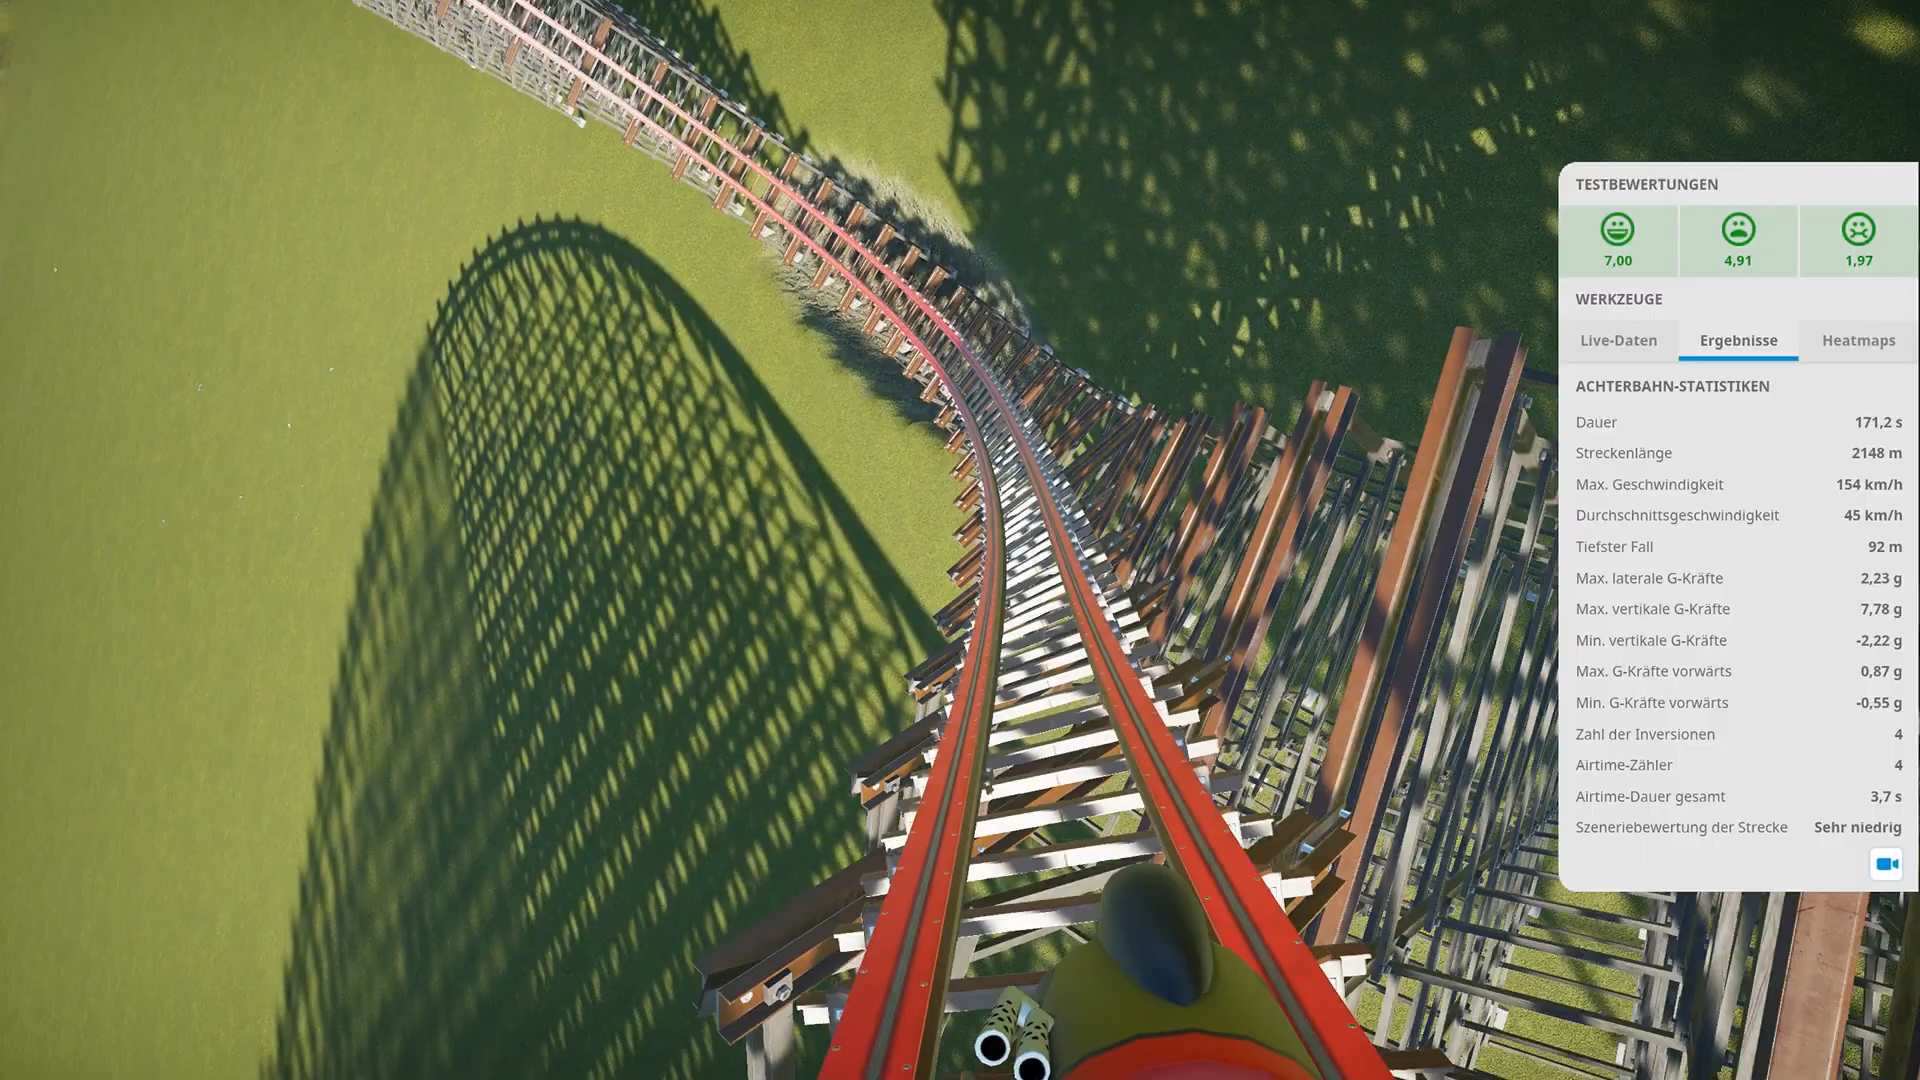 TESTBEWERTUNGEN
7,00 4,91 1,97
WERKZEUGE
Live-Daten Ergebnisse Heatmaps
ACHTERBAHN-STATISTIKEN
Dauer 171,2 s
Streckenlänge 2148 m
Max. Geschwindigkeit 154 km/h
Durchschnittsgeschwindigkeit 45 km/h
Tiefster Fall 92 m
Max. laterale G-Kräfte 2,23 g
Max. vertikale G-Kräfte 7,78 g
Min. vertikale G-Kräfte -2,22 g
Max. G-Kräfte vorwärts 0,87 g
Min. G-Kräfte vorwärts -0,55 g
Zahl der Inversionen 4
Airtime-Zähler 4
Airtime-Dauer gesamt 3,7 s
Szeneriebewertung der Strecke Sehr niedrig